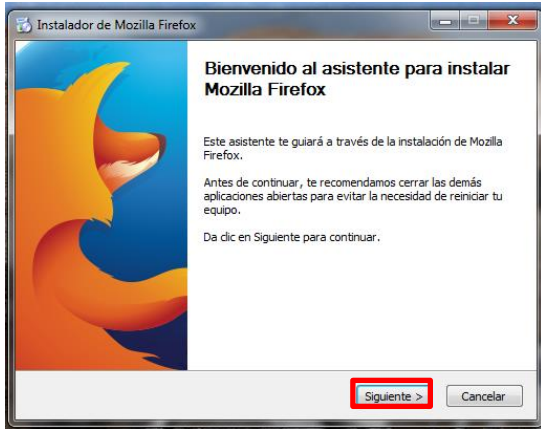 Instalador de Mozilla Firefox
Bienvenido al asistente para instalar
Mozilla Firefox
Este asistente te guiará a través de la instalación de Mozilla
Firefox.
Antes de continuar, te recomendamos cerrar las demás
aplicaciones abiertas para evitar la necesidad de reiniciar tu
equipo.
Da clic en Siguiente para continuar.
Siguiente > Cancelar